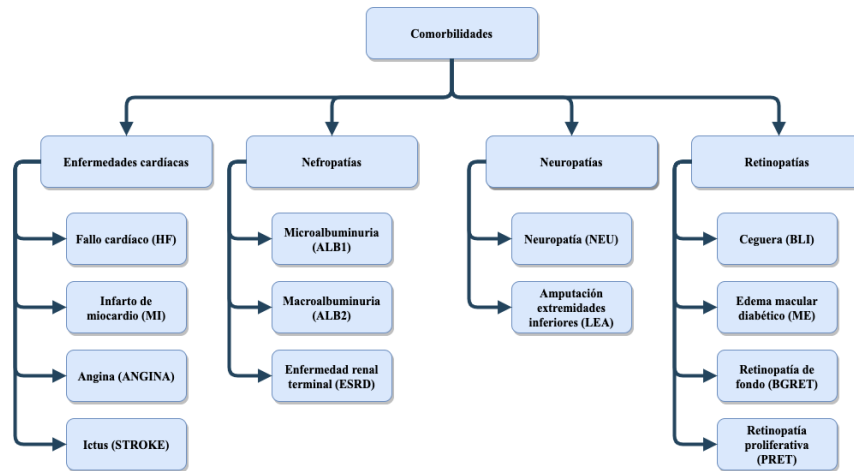 Comorbilidades
Enfermedades cardíacas
Nefropatías
Neuropatías
Retinopatías
Fallo cardíaco (HF)
Infarto de
miocardio (MI)
Angina (ANGINA)
Ictus (STROKE)
Microalbuminuria
(ALB1)
Macroalbuminuria
(ALB2)
Enfermedad renal
terminal (ESRD)
Neuropatía (NEU)
Amputación
extremidades
inferiores (LEA)
Ceguera (BLI)
Edema macular
diabético (ME)
Retinopatía de
fondo (BGRET)
Retinopatía
proliferativa
(PRET)